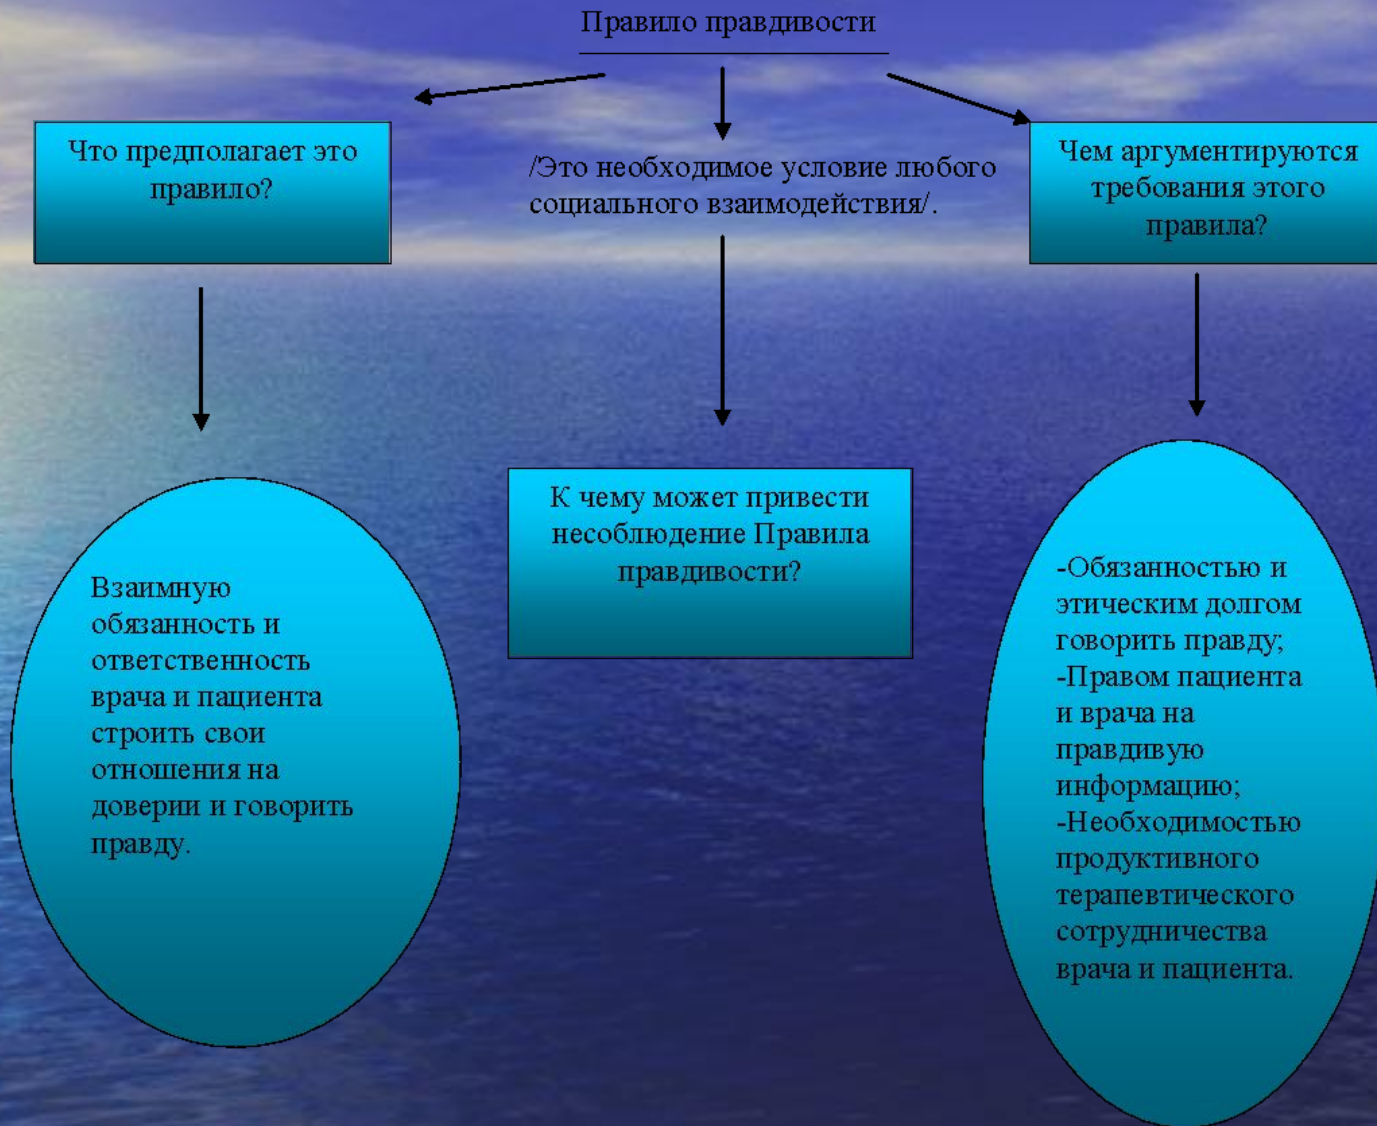 Правило правдивости
Что предполагает это
правило?
/Это необходимое условие любого
социального взаимодействия/.
Чем аргументируются
требования этого
правила?
Взаимную
обязанность и
ответственность
врача и пациента
строить свои
отношения на
доверии и говорить
правду.
К чему может привести
несоблюдение Правила
правдивости?
-Обязанностью и
этическим долгом
говорить правду;
-Правом пациента
и врача на
правдивую
информацию;
-Необходимостью
продуктивного
терапевтического
сотрудничества
врача и пациента.